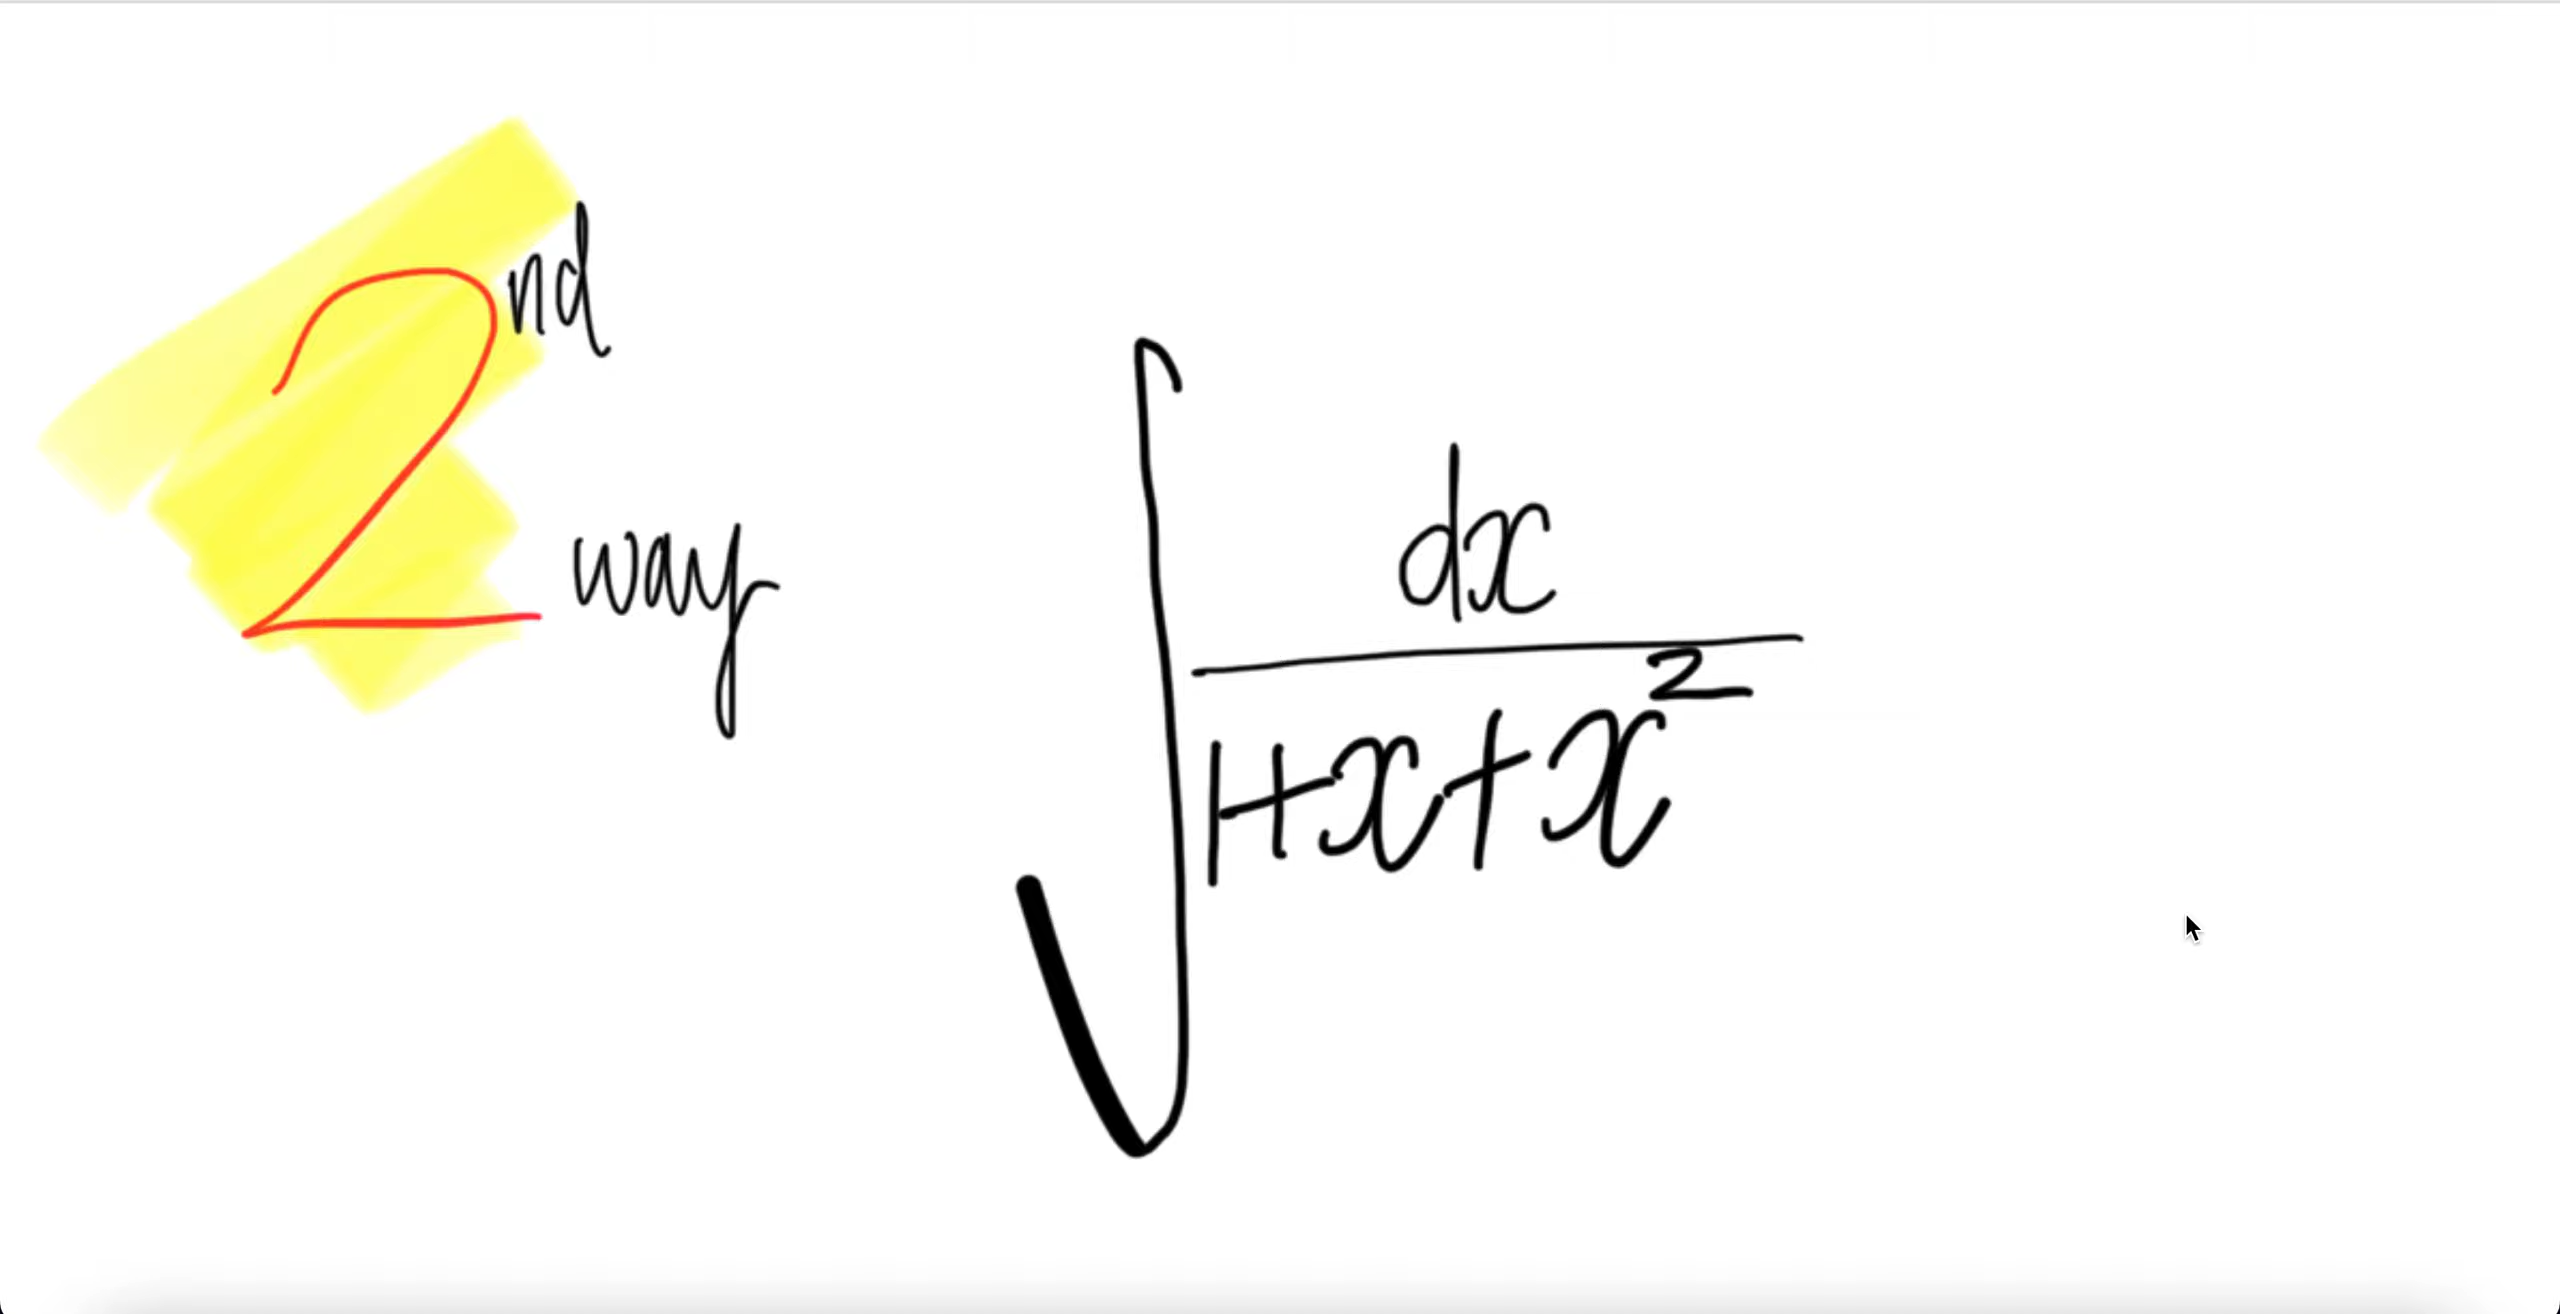 2nd way
∫ dx / (1+x+x²)